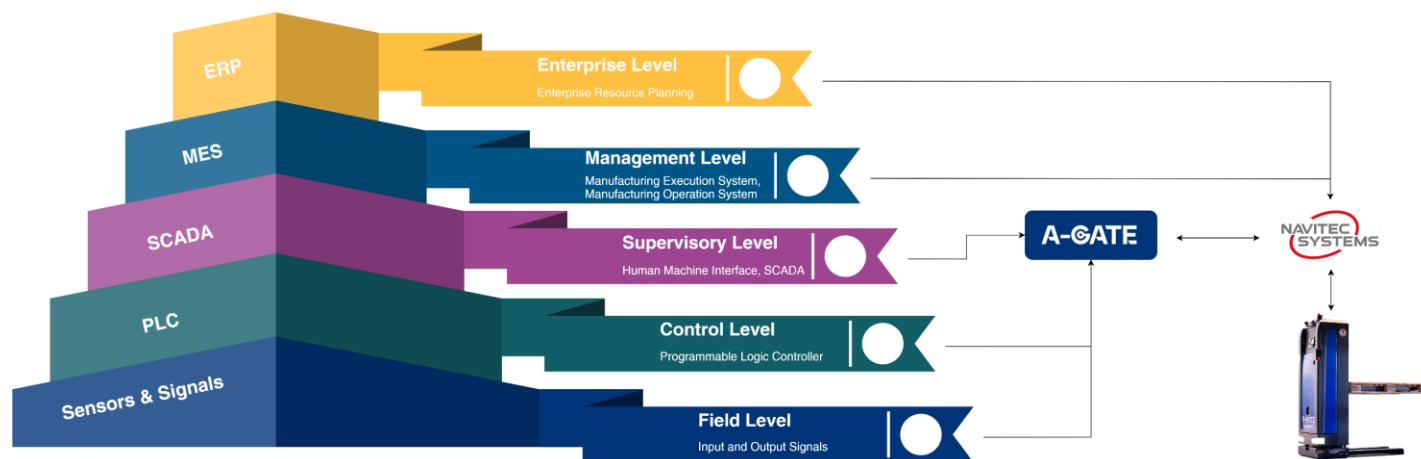 ERP
Enterprise Level
Enterprise Resource Planning
MES
Management Level
Manufacturing Execution System,
Manufacturing Operation System
SCADA
Supervisory Level
Human Machine Interface, SCADA
A-GATE
NAVITEC
SYSTEMS
PLC
Control Level
Programmable Logic Controller
Sensors & Signals
Field Level
Input and Output Signals